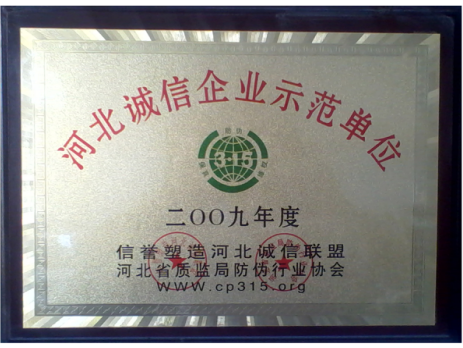 河北诚信企业示范单位
315
二〇〇九年度
信誉塑造河北诚信联盟
河北省质监局防伪行业协会
www.cp315.org